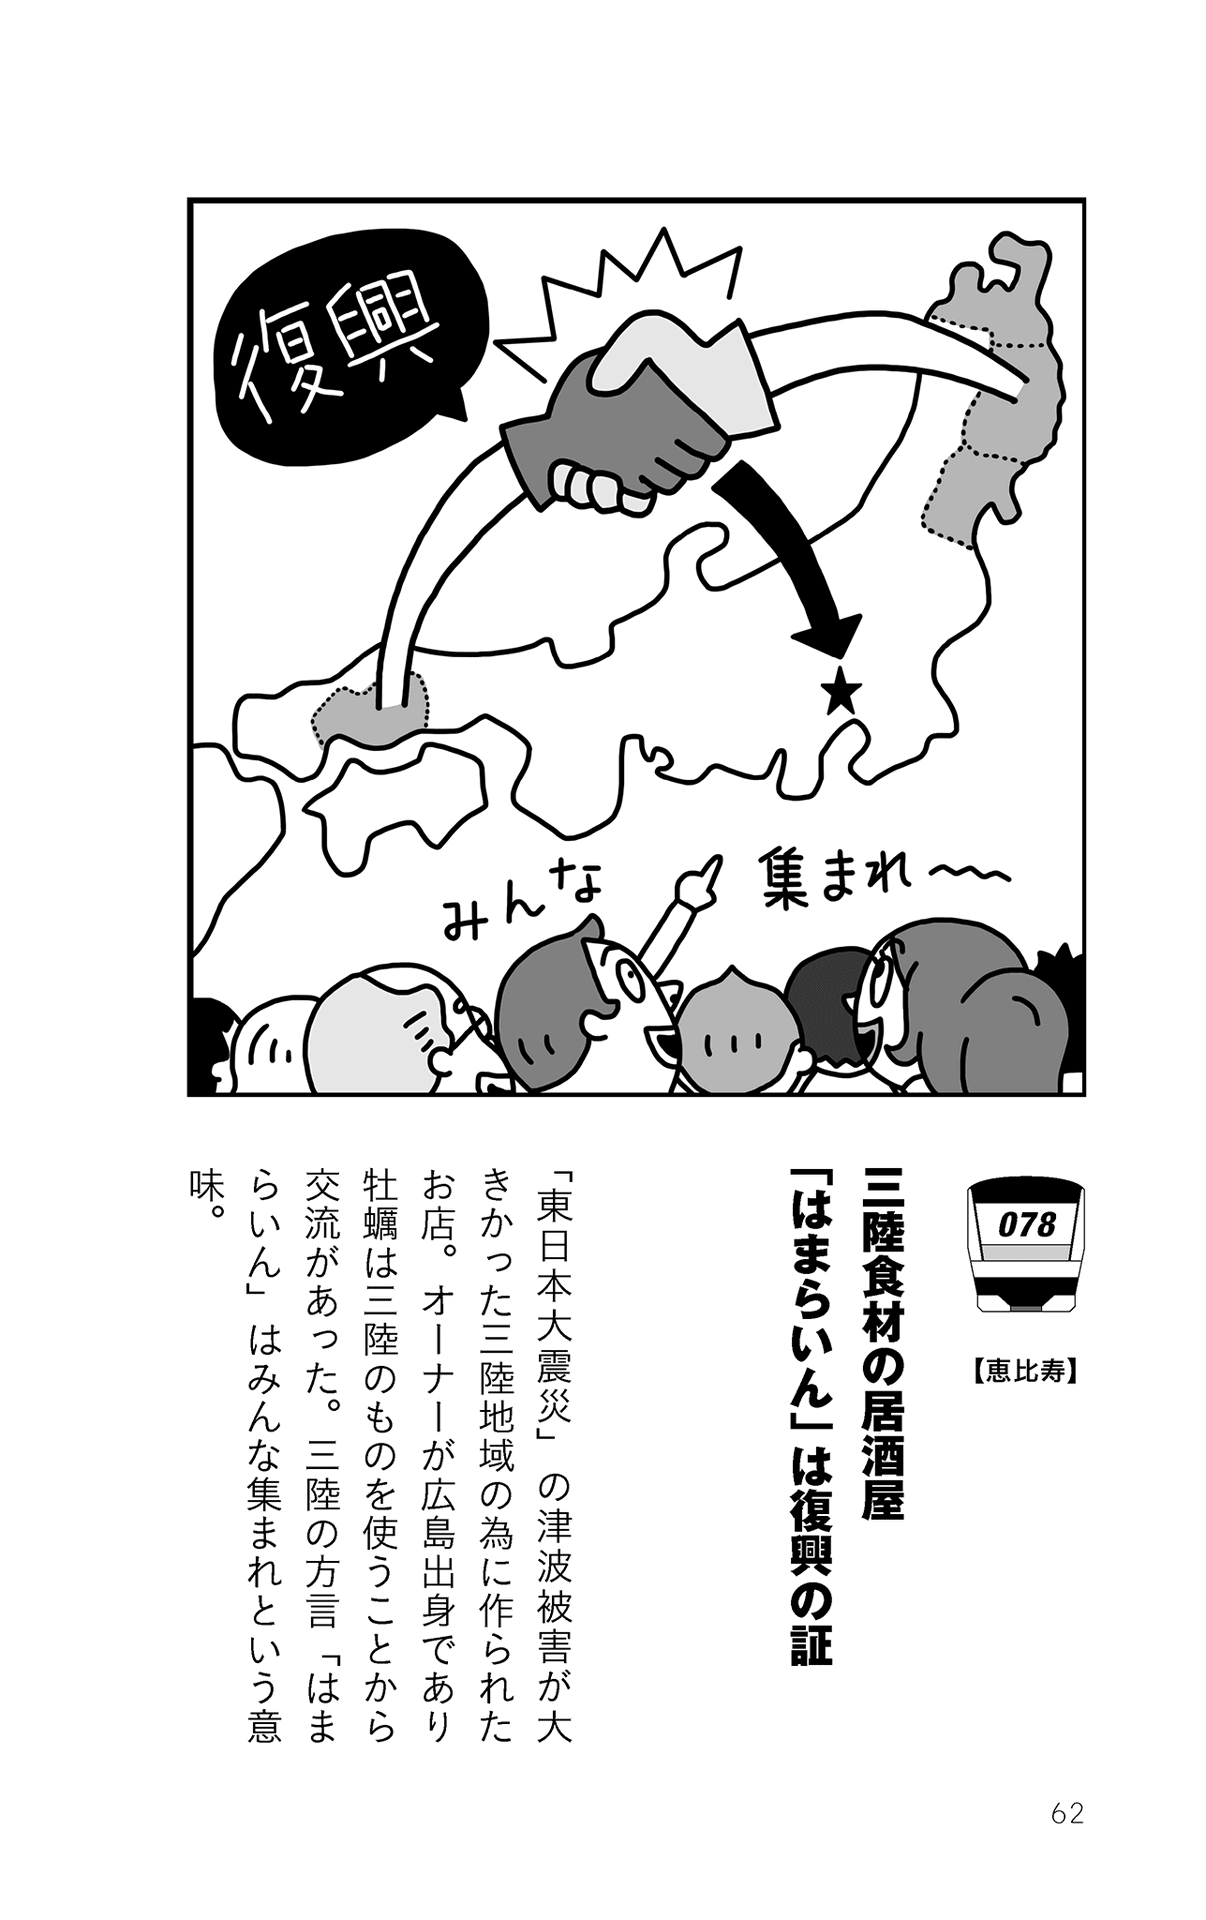 復興
みんな 集まれ〜
078
【恵比寿】
三陸食材の居酒屋
「はまらいん」は復興の証
「東日本大震災」の津波被害が大
きかった三陸地域の為に作られた
お店。オーナーが広島出身であり
牡蠣は三陸のものを使うことから
交流があった。三陸の方言「はま
らいん」はみんな集まれという意
味。
62